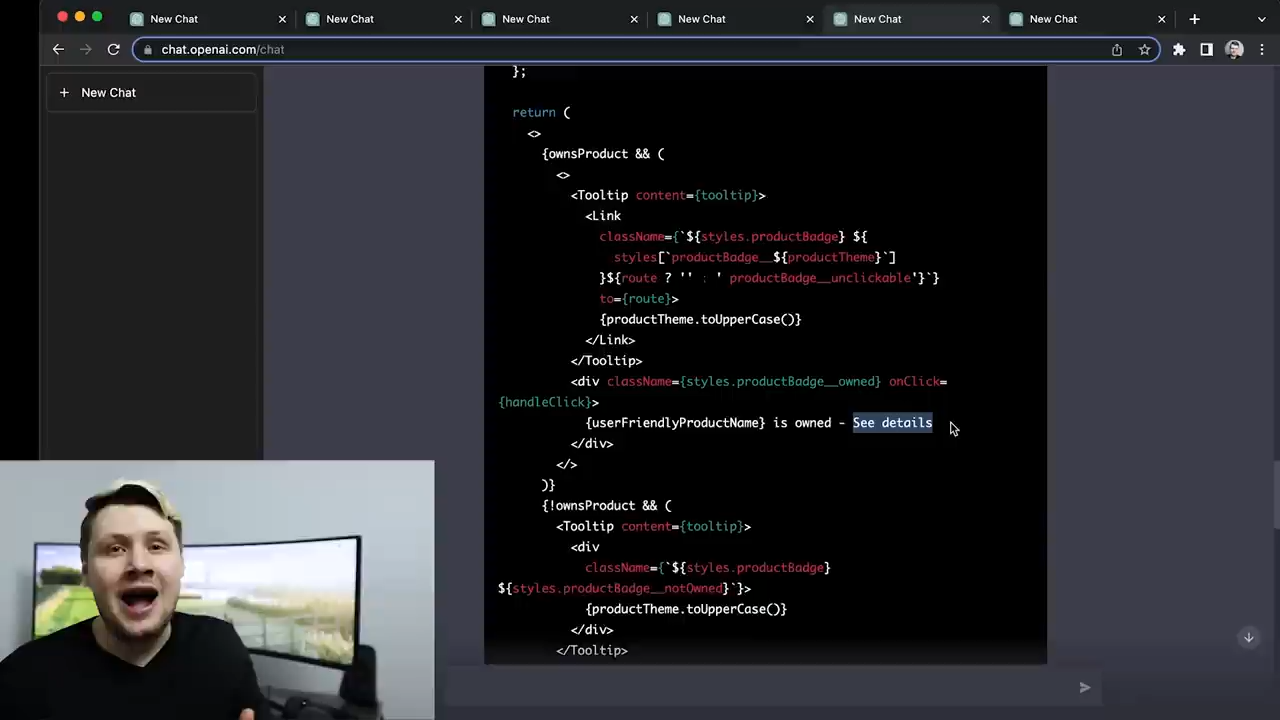 New Chat
New Chat
New Chat
New Chat
New Chat
New Chat
chat.openai.com/chat
New Chat
};
return (
<>
{ownsProduct && (
<>
<Tooltip content={tooltip}>
<Link
className={`${styles.productBadge} ${
styles[`productBadge__${productTheme}`]
}${route ? '' : ' productBadge__unclickable'}`}
to={route}>
{productTheme.toUpperCase()}
</Link>
</Tooltip>
<div className={styles.productBadge__owned} onClick=
{handleClick}>
{userFriendlyProductName} is owned - See details
</div>
</>
)}
{!ownsProduct && (
<Tooltip content={tooltip}>
<div
className={`${styles.productBadge}
${styles.productBadge__notOwned}`}>
{productTheme.toUpperCase()}
</div>
</Tooltip>